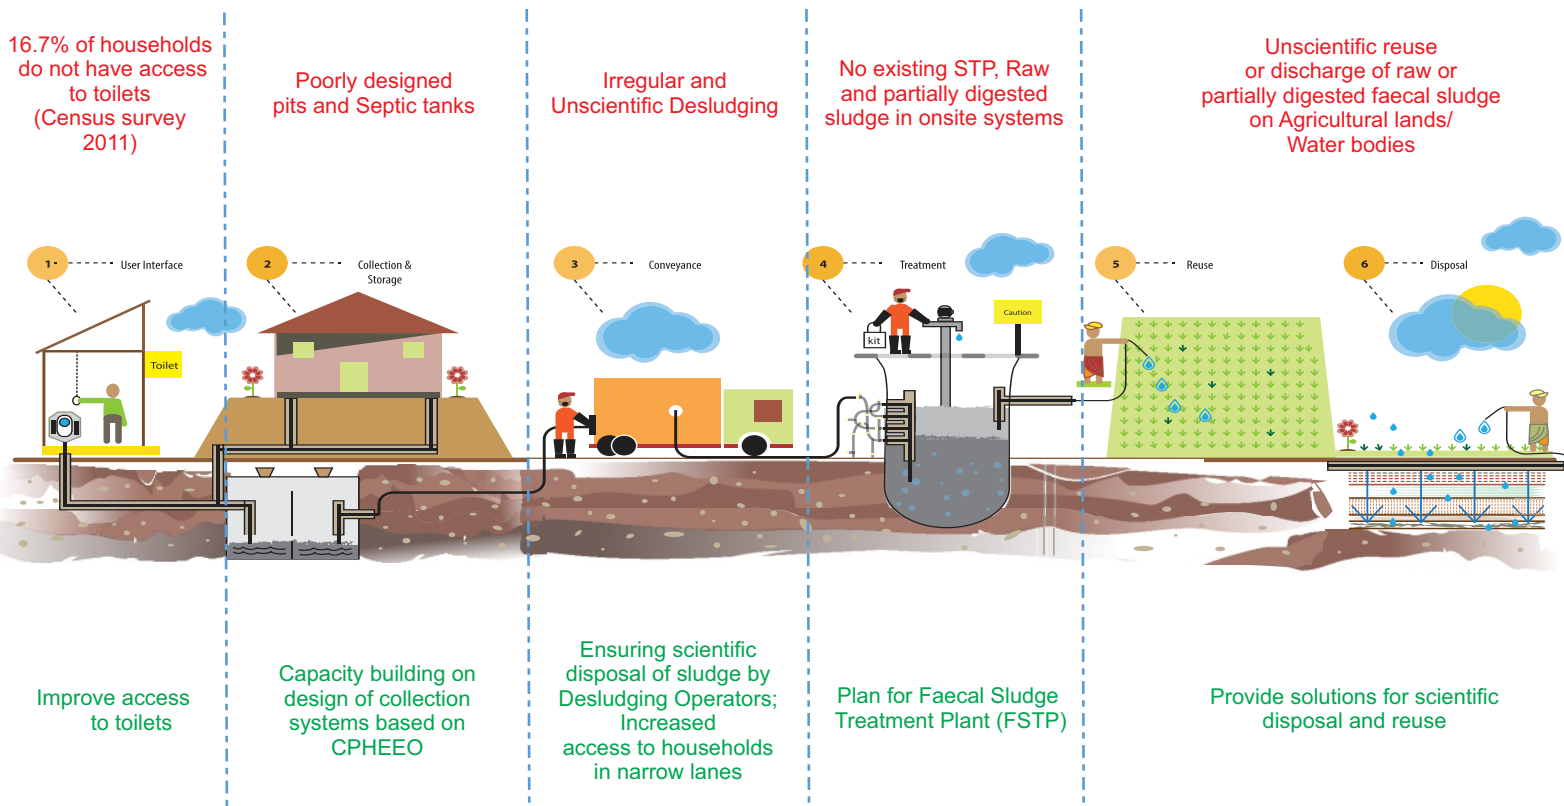 16.7% of households
do not have access
to toilets
(Census survey
2011)
Poorly designed
pits and Septic tanks
Irregular and
Unscientific Desludging
No existing STP, Raw
and partially digested
sludge in onsite systems
Unscientific reuse
or discharge of raw or
partially digested faecal sludge
on Agricultural lands/
Water bodies
1
User Interface
2
Collection &
Storage
3
Conveyance
4
Treatment
5
Reuse
6
Disposal
Toilet
kit
Caution
Improve access
to toilets
Capacity building on
design of collection
systems based on
CPHEEO
Ensuring scientific
disposal of sludge by
Desludging Operators;
Increased
access to households
in narrow lanes
Plan for Faecal Sludge
Treatment Plant (FSTP)
Provide solutions for scientific
disposal and reuse